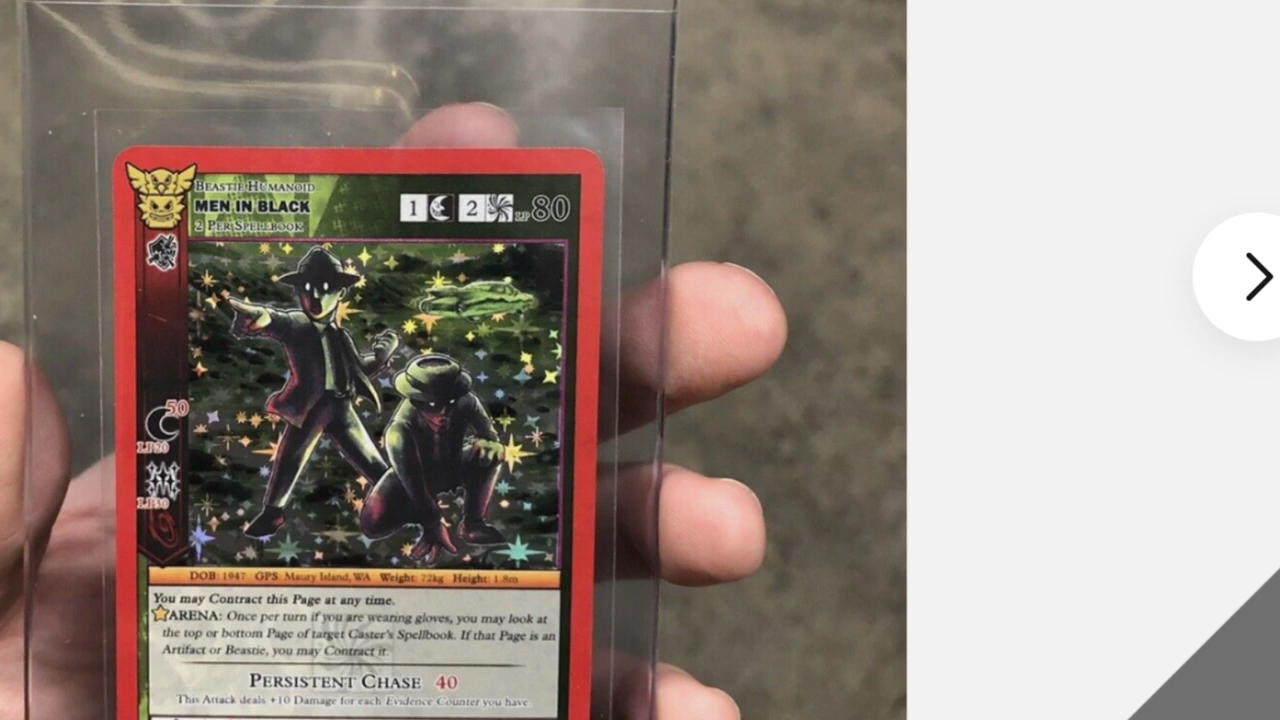 BEASTIE HUMANOID
MEN IN BLACK
2 PER SPELLBOOK
1 2 LP80
50
LP20
LP30
DOB: 1947 GPS: Maury Island, WA Weight: 72kg Height: 1.8m
You may Contract this Page at any time.
ARENA: Once per turn if you are wearing gloves, you may look at
the top or bottom Page of target Caster's Spellbook. If that Page is an
Artifact or Beastie, you may Contract it.
PERSISTENT CHASE 40
This Attack deals +10 Damage for each Evidence Counter you have.